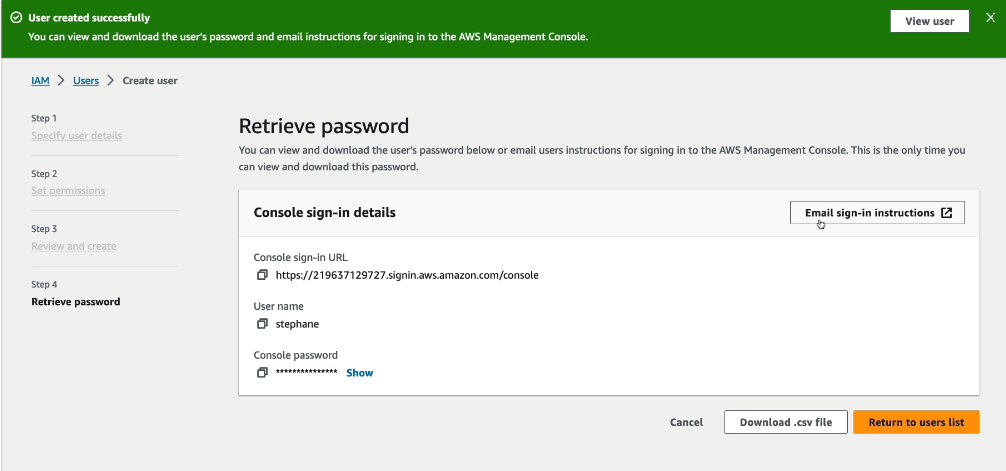 User created successfully
View user
You can view and download the user's password and email instructions for signing in to the AWS Management Console.
IAM > Users > Create user
Step 1
Specify user details
Step 2
Set permissions
Step 3
Review and create
Step 4
Retrieve password
Retrieve password
You can view and download the user's password below or email users instructions for signing in to the AWS Management Console. This is the only time you
can view and download this password.
Console sign-in details
Email sign-in instructions
Console sign-in URL
https://219637129727.signin.aws.amazon.com/console
User name
stephane
Console password
*************** Show
Cancel
Download .csv file
Return to users list